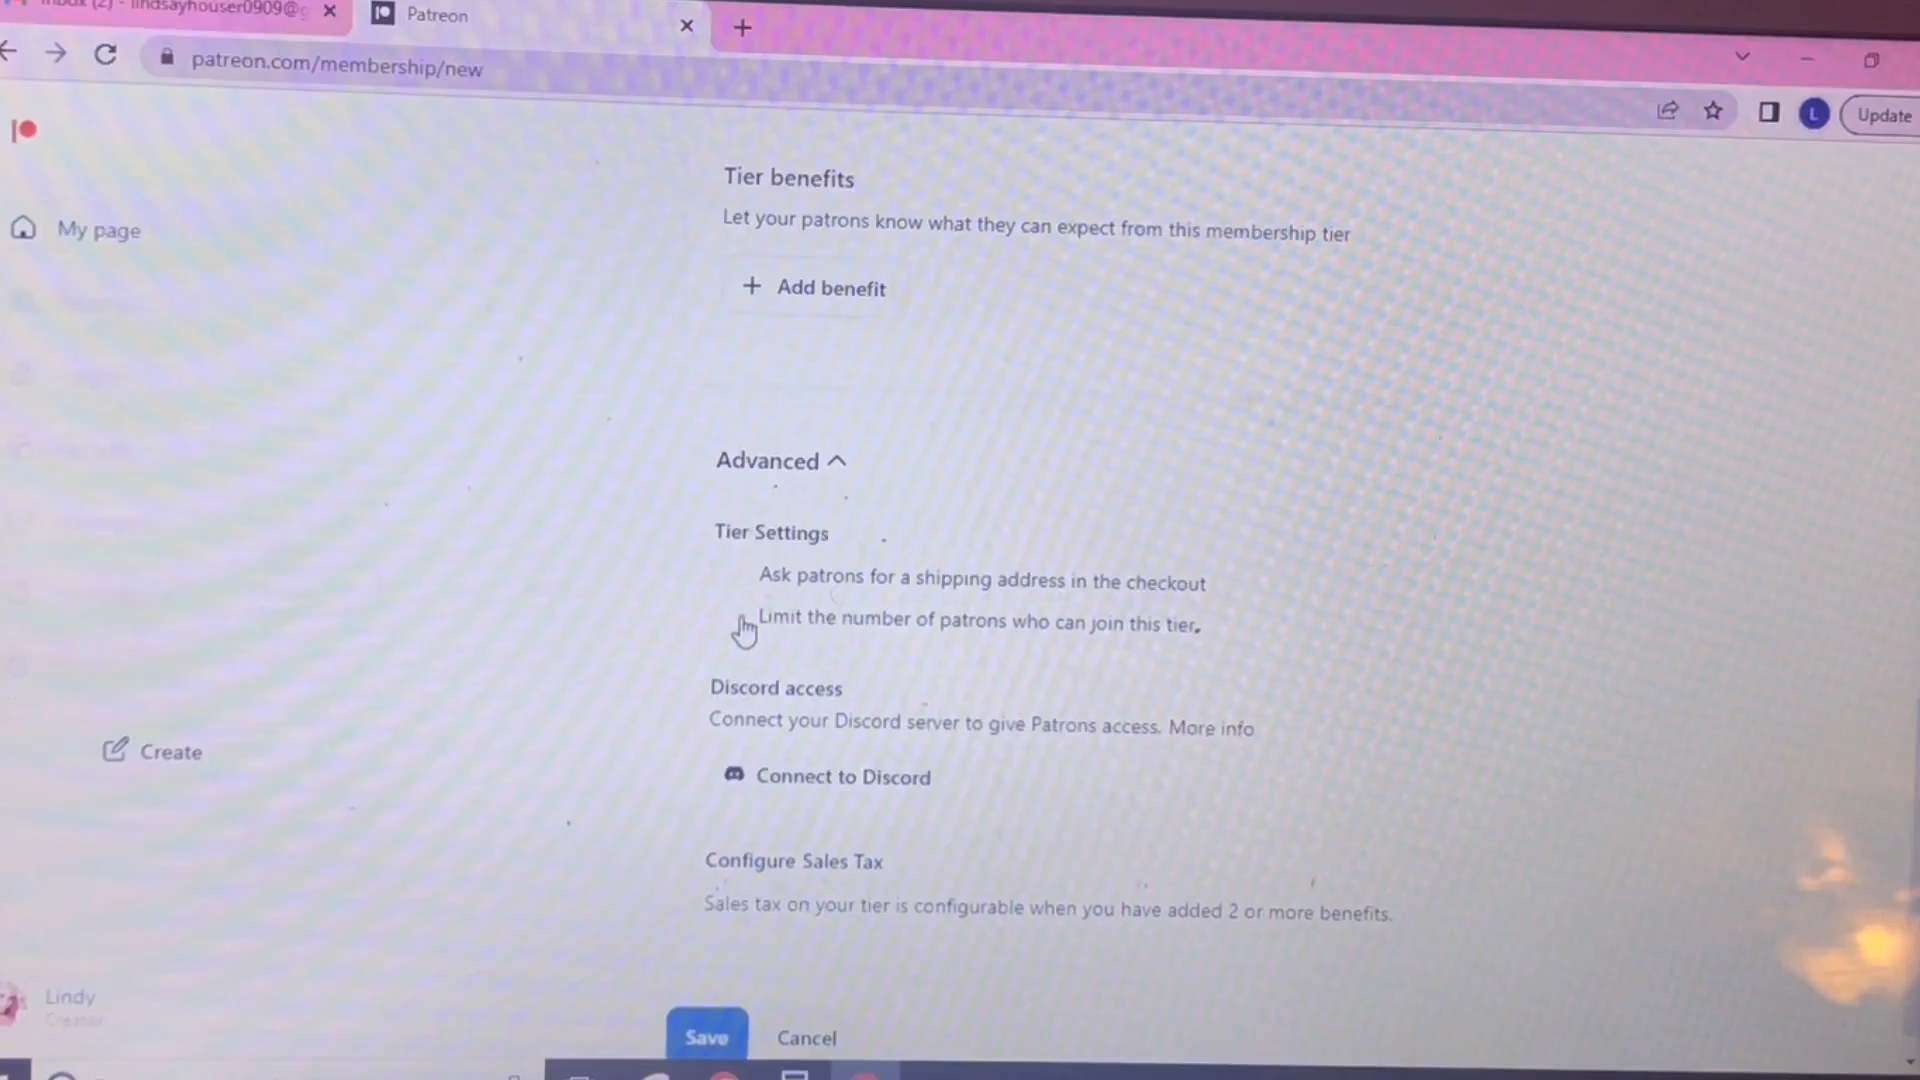 Inbox (2) - lindsayhouser0909@g
Patreon
patreon.com/membership/new
Update
My page
Tier benefits
Let your patrons know what they can expect from this membership tier
+ Add benefit
Advanced
Tier Settings
Ask patrons for a shipping address in the checkout
Limit the number of patrons who can join this tier.
Discord access
Connect your Discord server to give Patrons access. More info
Connect to Discord
Create
Configure Sales Tax
Sales tax on your tier is configurable when you have added 2 or more benefits.
Lindy
Creator
Save
Cancel
L